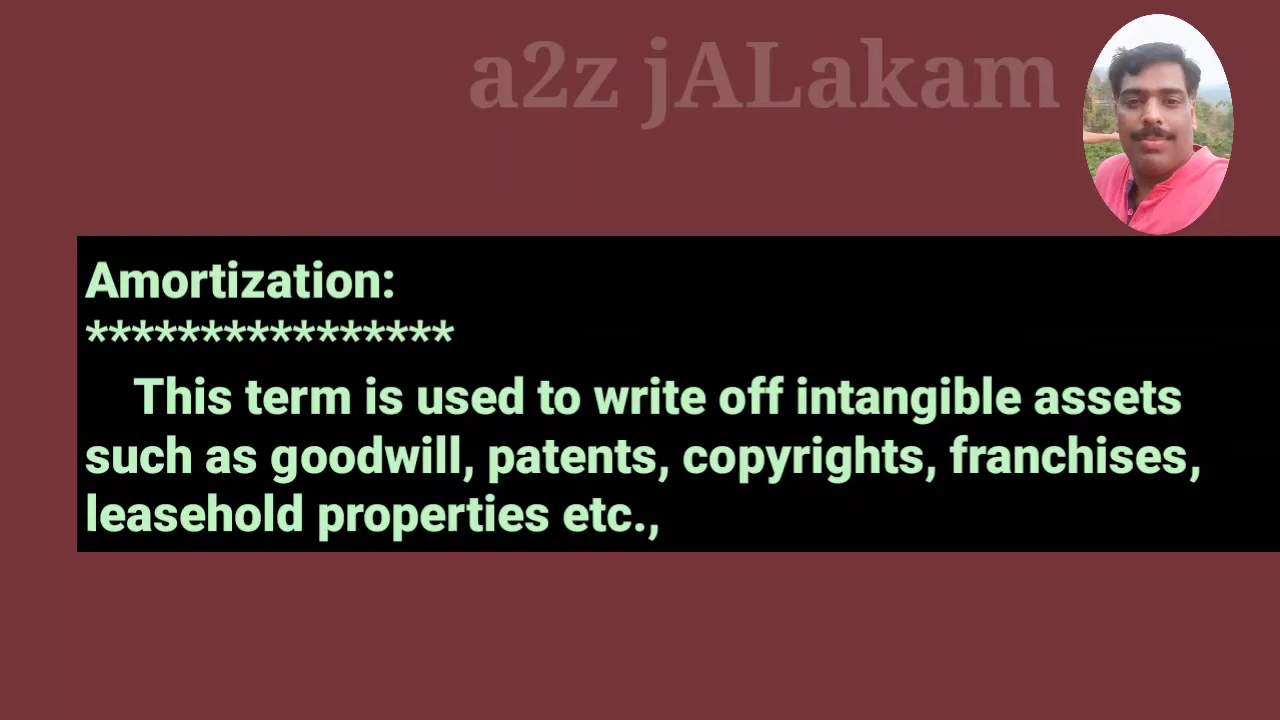 a2z jALakam
Amortization:
****************
This term is used to write off intangible assets
such as goodwill, patents, copyrights, franchises,
leasehold properties etc.,